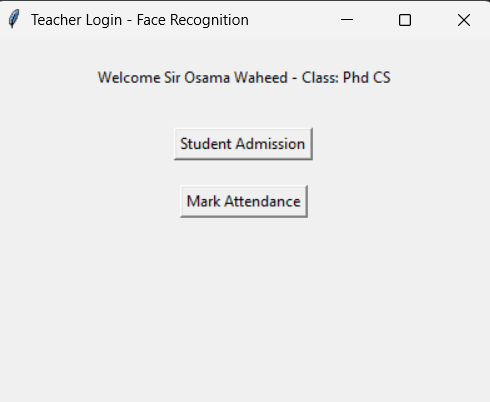 Teacher Login - Face Recognition
Welcome Sir Osama Waheed - Class: Phd CS
Student Admission
Mark Attendance